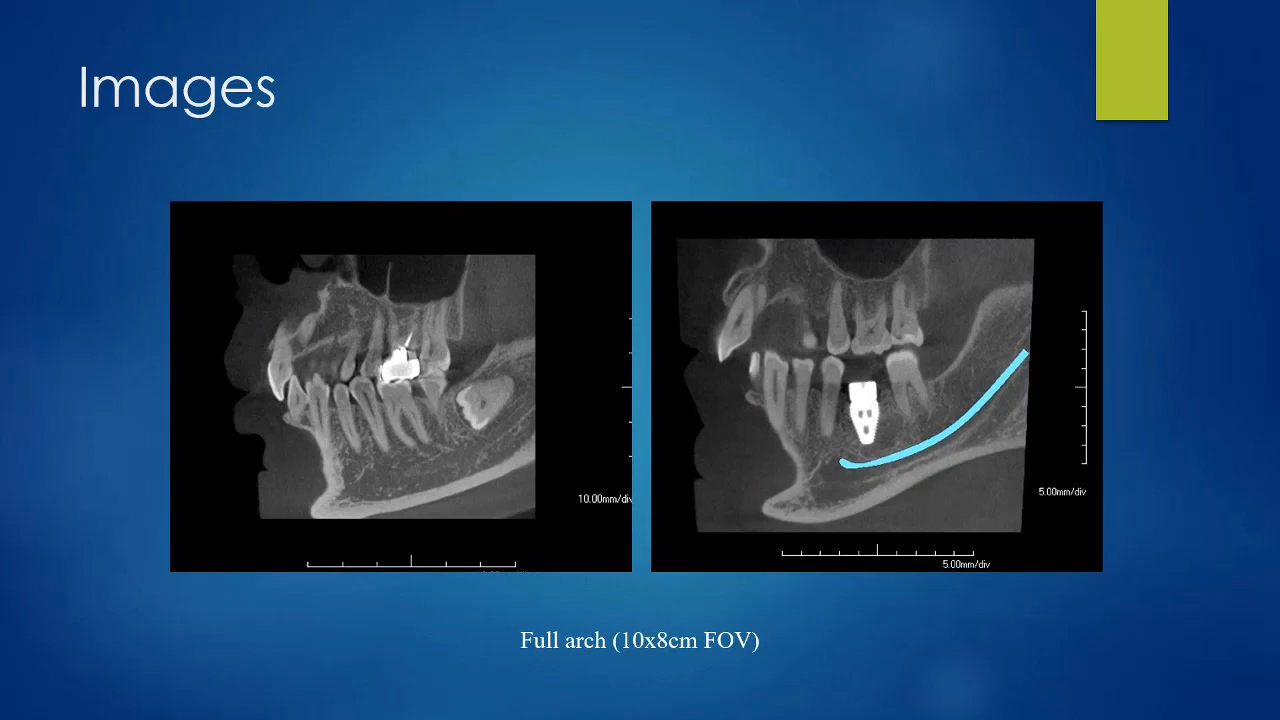 Images
10.00mm/div
5.00mm/div
5.00mm/div
Full arch (10x8cm FOV)